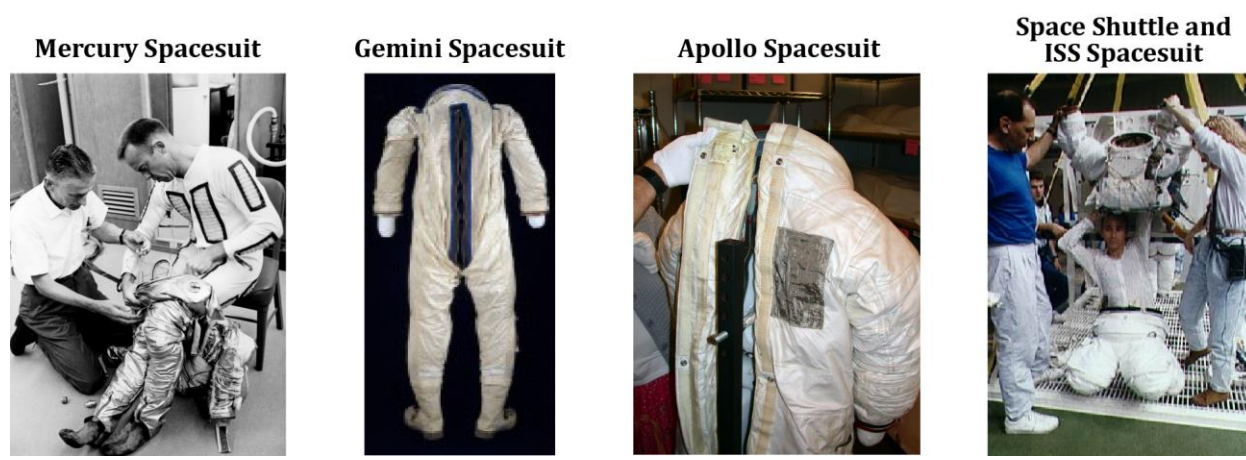 Mercury Spacesuit
Gemini Spacesuit
Apollo Spacesuit
Space Shuttle and
ISS Spacesuit